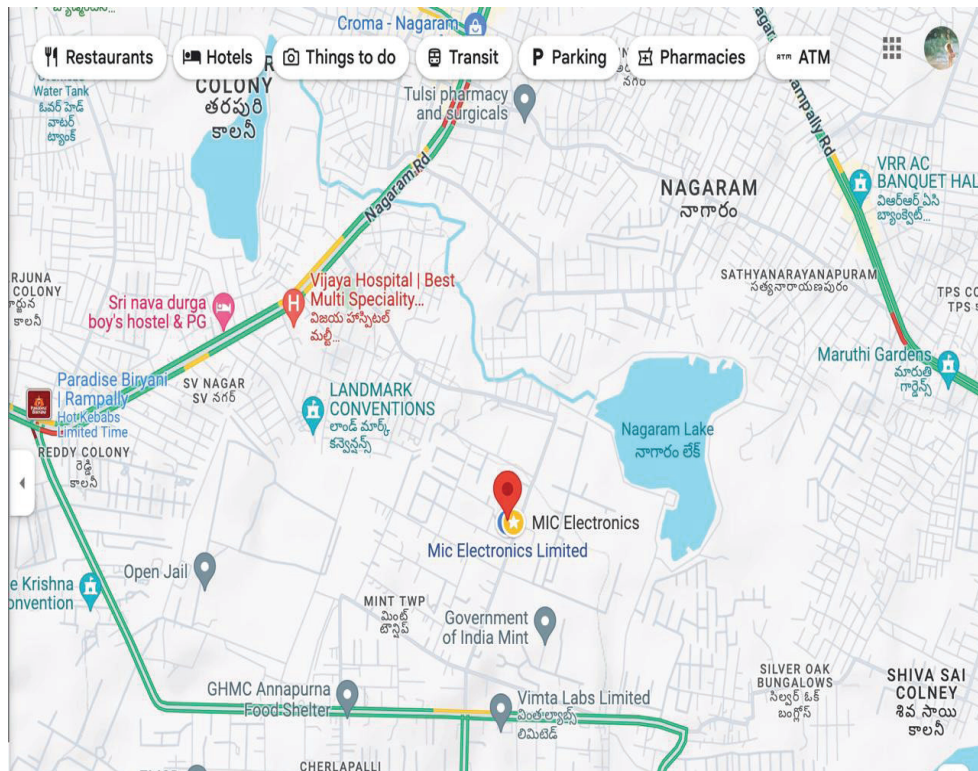 Croma - Nagaram
Restaurants
Hotels
Things to do
Transit
Parking
Pharmacies
ATM
ATM
COLONY
తరపురి
కాలనీ
Water Tank
ఓవర్ హెడ్
వాటర్
ట్యాంక్
Tulsi pharmacy
and surgicals
Nagaram Rd
NAGARAM
నాగారం
VRR AC
BANQUET HAL
విఆర్ఆర్ ఏసి
బ్యాంక్వెట్...
SATHYANARAYANAPURAM
సత్యనారాయణపురం
TPS CO
TPS
RJUNA
COLONY
కాలనీ
Sri nava durga
boy's hostel & PG
Vijaya Hospital | Best
Multi Speciality...
విజయ హాస్పిటల్
మల్టీ...
Maruthi Gardens
మారుతి
గార్డెన్స్
Paradise Biryani
| Rampally
Hot Kebabs
Limited Time
SV NAGAR
SV నగర్
LANDMARK
CONVENTIONS
లాండ్ మార్క్
కన్వెన్షన్స్
Nagaram Lake
నాగారం లేక్
REDDY COLONY
రెడ్డి
కాలనీ
MIC Electronics
Mic Electronics Limited
Open Jail
e Krishna
onvention
MINT TWP
మింట్
టౌన్షిప్
Government
of India Mint
SILVER OAK
BUNGALOWS
సిల్వర్ ఓక్
బంగ్లోస్
SHIVA SAI
COLNEY
శివ సాయి
కాలనీ
GHMC Annapurna
Food Shelter
Vimta Labs Limited
వింతల్యాబ్స్
లిమిటెడ్
CHERLAPALLI